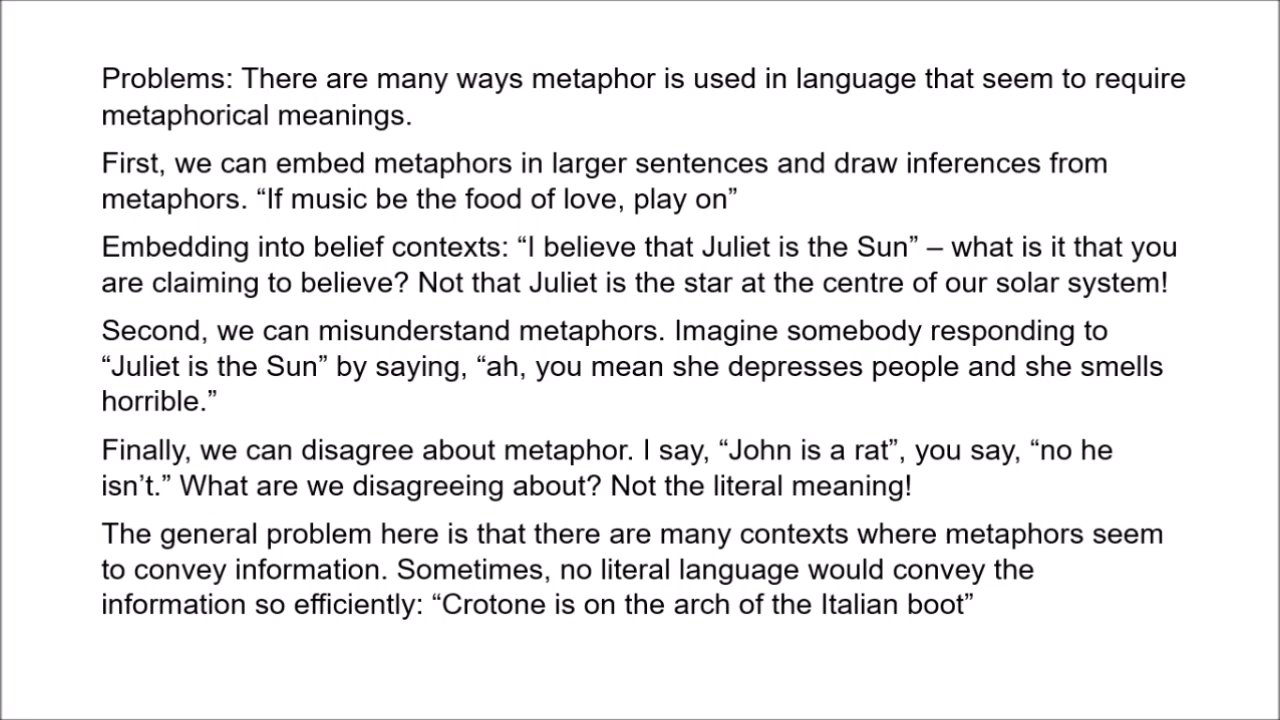 Problems: There are many ways metaphor is used in language that seem to require
metaphorical meanings.
First, we can embed metaphors in larger sentences and draw inferences from
metaphors. “If music be the food of love, play on”
Embedding into belief contexts: “I believe that Juliet is the Sun” – what is it that you
are claiming to believe? Not that Juliet is the star at the centre of our solar system!
Second, we can misunderstand metaphors. Imagine somebody responding to
“Juliet is the Sun” by saying, “ah, you mean she depresses people and she smells
horrible.”
Finally, we can disagree about metaphor. I say, “John is a rat”, you say, “no he
isn’t.” What are we disagreeing about? Not the literal meaning!
The general problem here is that there are many contexts where metaphors seem
to convey information. Sometimes, no literal language would convey the
information so efficiently: “Crotone is on the arch of the Italian boot”